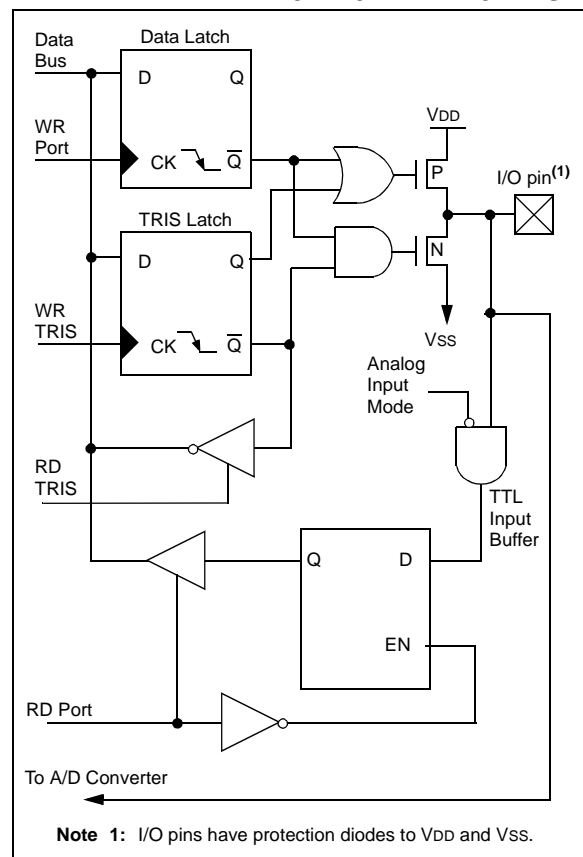 Data
Bus
Data Latch
D
Q
WR
Port
CK
Q
VDD
P
I/O pin(1)
TRIS Latch
D
Q
N
WR
TRIS
CK
Q
VSS
Analog
Input
Mode
RD
TRIS
TTL
Input
Buffer
Q
D
EN
RD Port
To A/D Converter
Note 1: I/O pins have protection diodes to VDD and VSS.